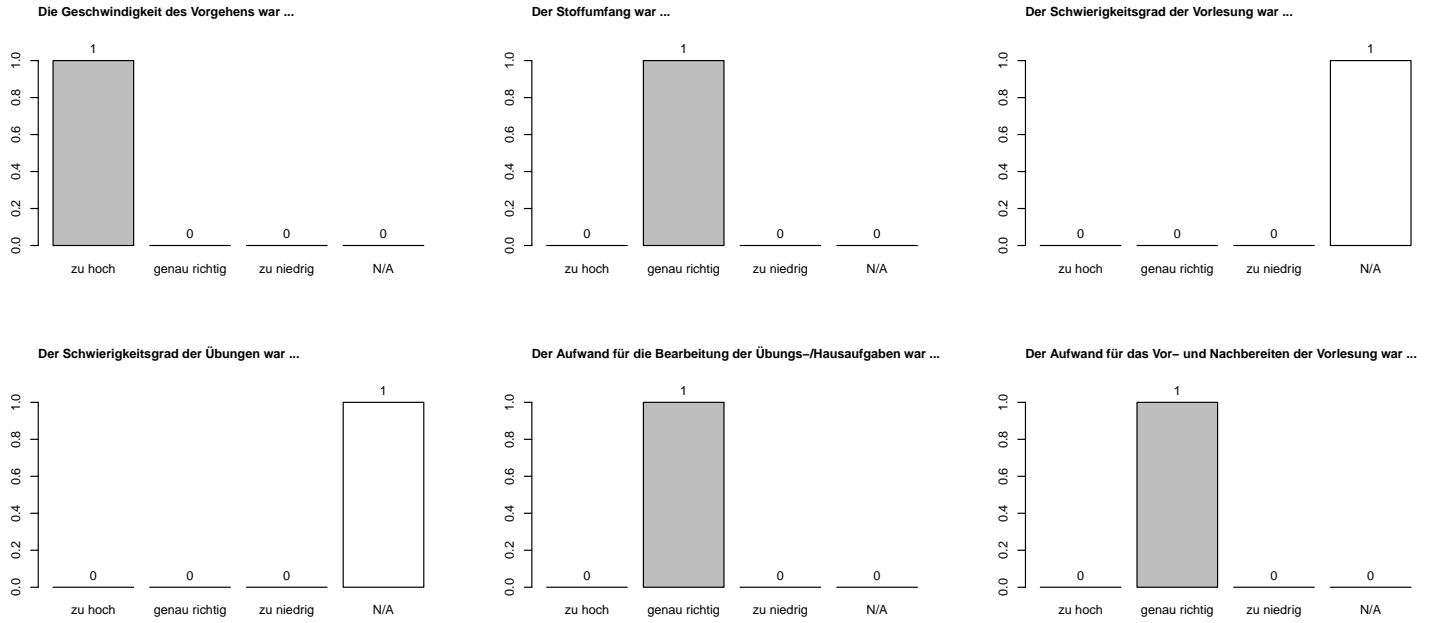 Die Geschwindigkeit des Vorgehens war ...
1
0 0 0
0.0 0.2 0.4 0.6 0.8 1.0
zu hoch genau richtig zu niedrig N/A
Der Stoffumfang war ...
1
0 0 0
0.0 0.2 0.4 0.6 0.8 1.0
zu hoch genau richtig zu niedrig N/A
Der Schwierigkeitsgrad der Vorlesung war ...
1
0 0 0
0.0 0.2 0.4 0.6 0.8 1.0
zu hoch genau richtig zu niedrig N/A
Der Schwierigkeitsgrad der Übungen war ...
1
0 0 0
0.0 0.2 0.4 0.6 0.8 1.0
zu hoch genau richtig zu niedrig N/A
Der Aufwand für die Bearbeitung der Übungs−/Hausaufgaben war ...
1
0 0 0
0.0 0.2 0.4 0.6 0.8 1.0
zu hoch genau richtig zu niedrig N/A
Der Aufwand für das Vor− und Nachbereiten der Vorlesung war ...
1
0 0 0
0.0 0.2 0.4 0.6 0.8 1.0
zu hoch genau richtig zu niedrig N/A